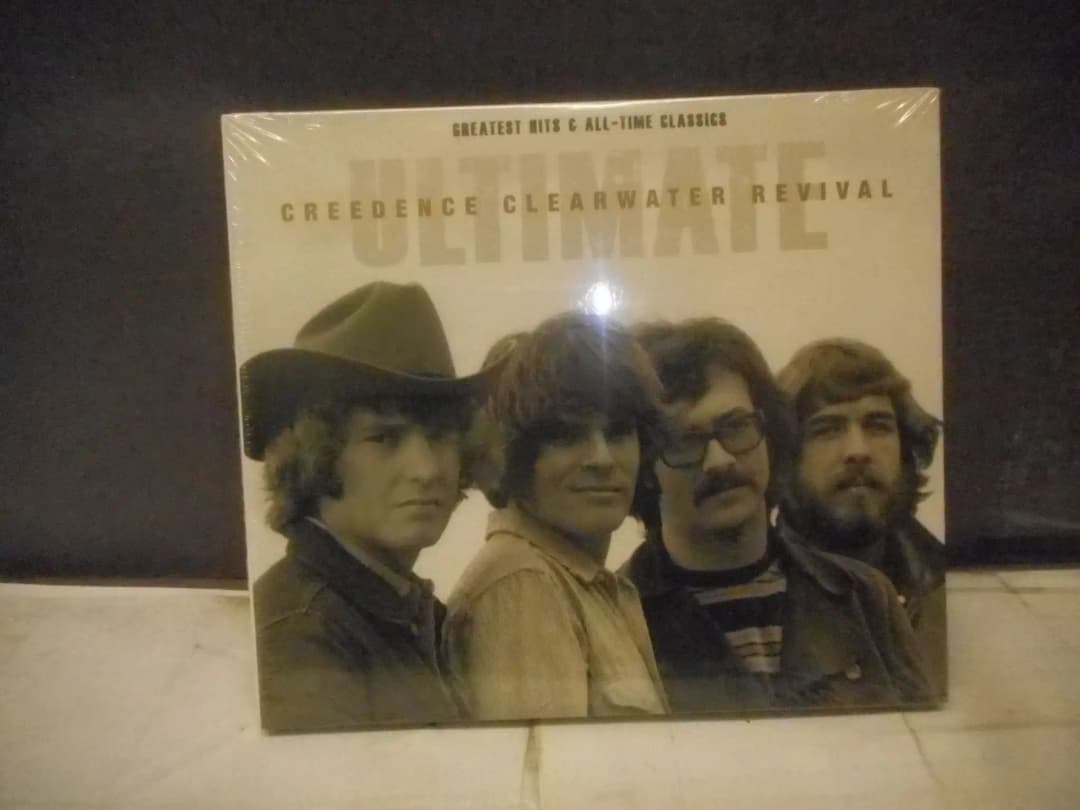 GREATEST HITS & ALL-TIME CLASSICS
ULTIMATE
CREEDENCE CLEARWATER REVIVAL